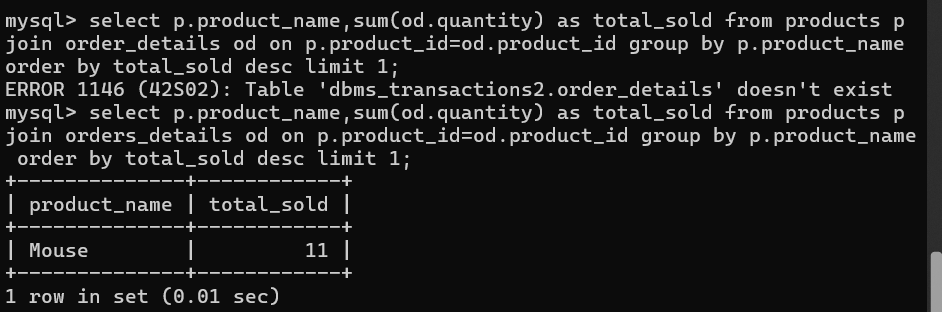 mysql> select p.product_name,sum(od.quantity) as total_sold from products p
join order_details od on p.product_id=od.product_id group by p.product_name
order by total_sold desc limit 1;
ERROR 1146 (42S02): Table 'dbms_transactions2.order_details' doesn't exist
mysql> select p.product_name,sum(od.quantity) as total_sold from products p
join orders_details od on p.product_id=od.product_id group by p.product_name
 order by total_sold desc limit 1;
+--------------+------------+
| product_name | total_sold |
+--------------+------------+
| Mouse        |         11 |
+--------------+------------+
1 row in set (0.01 sec)